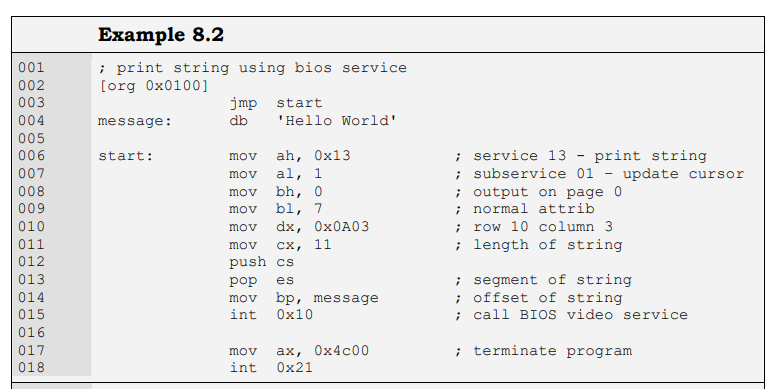 Example 8.2
001 ; print string using bios service
002 [org 0x0100]
003 jmp start
004 message: db 'Hello World'
005
006 start: mov ah, 0x13 ; service 13 - print string
007 mov al, 1 ; subservice 01 – update cursor
008 mov bh, 0 ; output on page 0
009 mov bl, 7 ; normal attrib
010 mov dx, 0x0A03 ; row 10 column 3
011 mov cx, 11 ; length of string
012 push cs
013 pop es ; segment of string
014 mov bp, message ; offset of string
015 int 0x10 ; call BIOS video service
016
017 mov ax, 0x4c00 ; terminate program
018 int 0x21